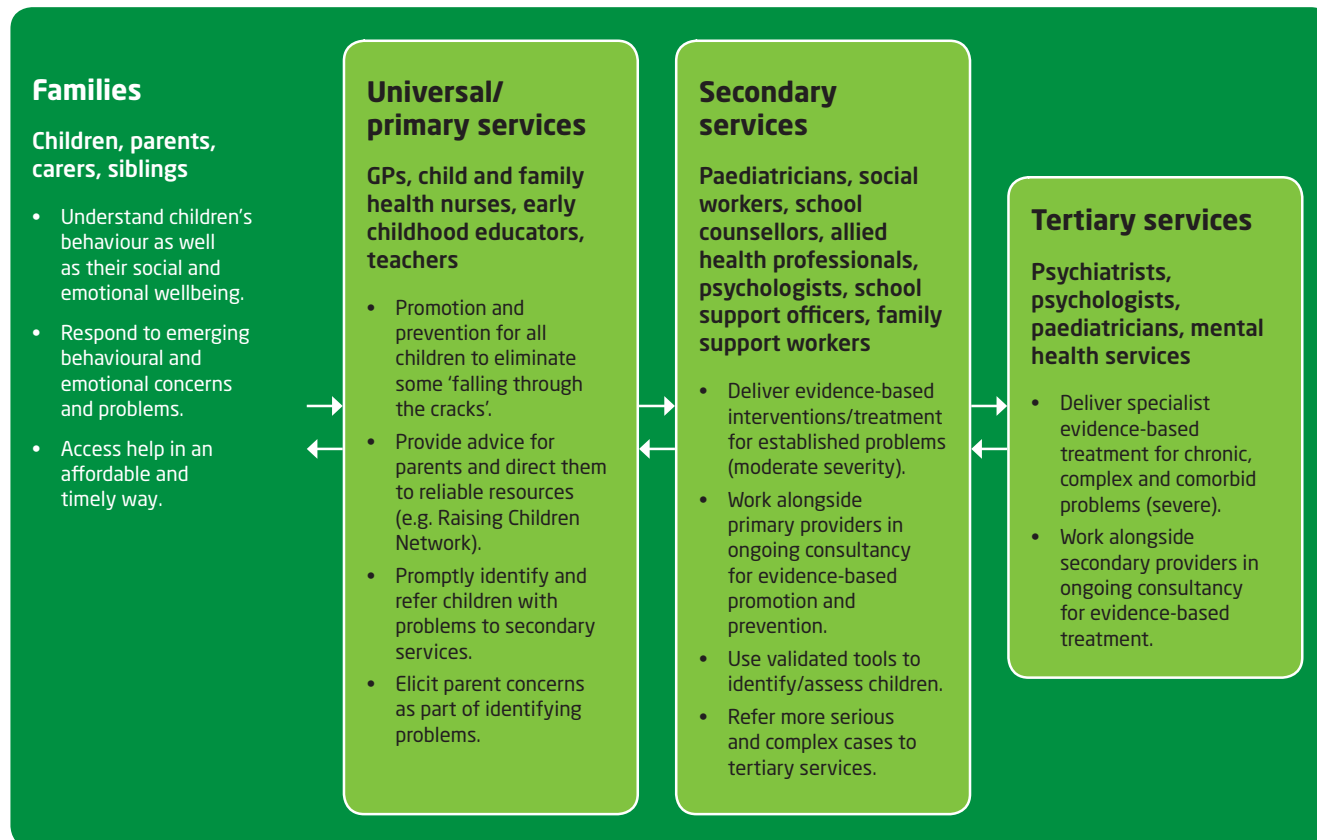 Families
Children, parents,
carers, siblings
• Understand children’s
behaviour as well
as their social and
emotional wellbeing.
• Respond to emerging
behavioural and
emotional concerns
and problems.
• Access help in an
affordable and
timely way.
Universal/
primary services
GPs, child and family
health nurses, early
childhood educators,
teachers
• Promotion and
prevention for all
children to eliminate
some ‘falling through
the cracks’.
• Provide advice for
parents and direct them
to reliable resources
(e.g. Raising Children
Network).
• Promptly identify and
refer children with
problems to secondary
services.
• Elicit parent concerns
as part of identifying
problems.
Secondary
services
Paediatricians, social
workers, school
counsellors, allied
health professionals,
psychologists, school
support officers, family
support workers
• Deliver evidence-based
interventions/treatment
for established problems
(moderate severity).
• Work alongside
primary providers in
ongoing consultancy
for evidence-based
promotion and
prevention.
• Use validated tools to
identify/assess children.
• Refer more serious
and complex cases to
tertiary services.
Tertiary services
Psychiatrists,
psychologists,
paediatricians, mental
health services
• Deliver specialist
evidence-based
treatment for chronic,
complex and comorbid
problems (severe).
• Work alongside
secondary providers in
ongoing consultancy
for evidence-based
treatment.